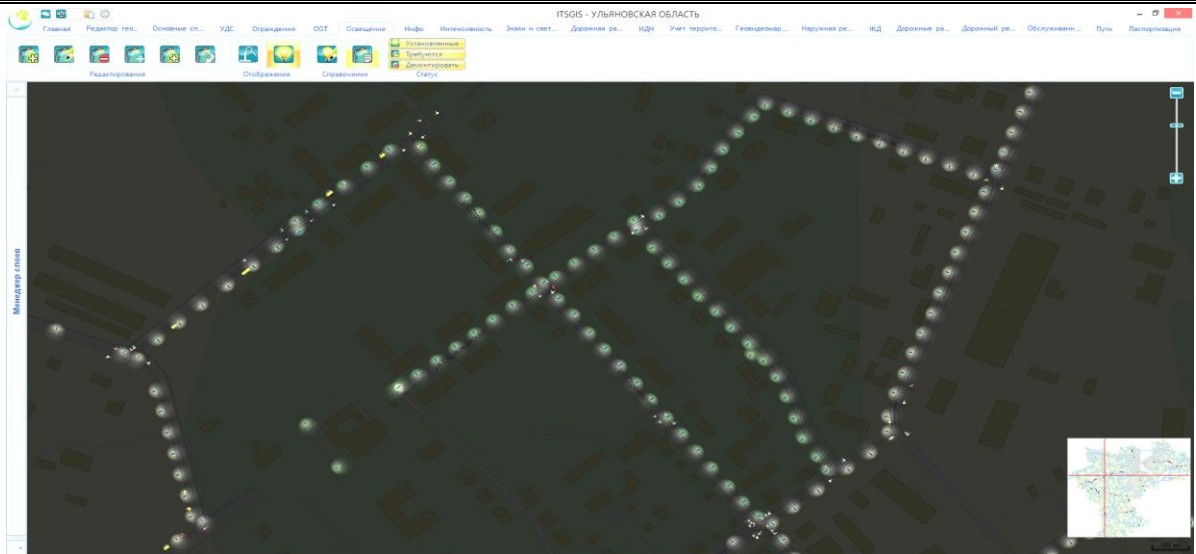 ITSGIS - УЛЬЯНОВСКАЯ ОБЛАСТЬ
Главная Редактор гео... Основные сп... УДС Ограждения ООТ Освещение Инфо Интенсивность Знаки и свет... Дорожная ра... ИДН Учет террито... Геовидеомар... Наружная ре... ЖД Дорожные ра... Дорожный ре... Обслуживани... Пути Паспортизация
Установленные
Требуются
Демонтировать
Редактирование Отображение Справочники Статус
Менеджер слоев